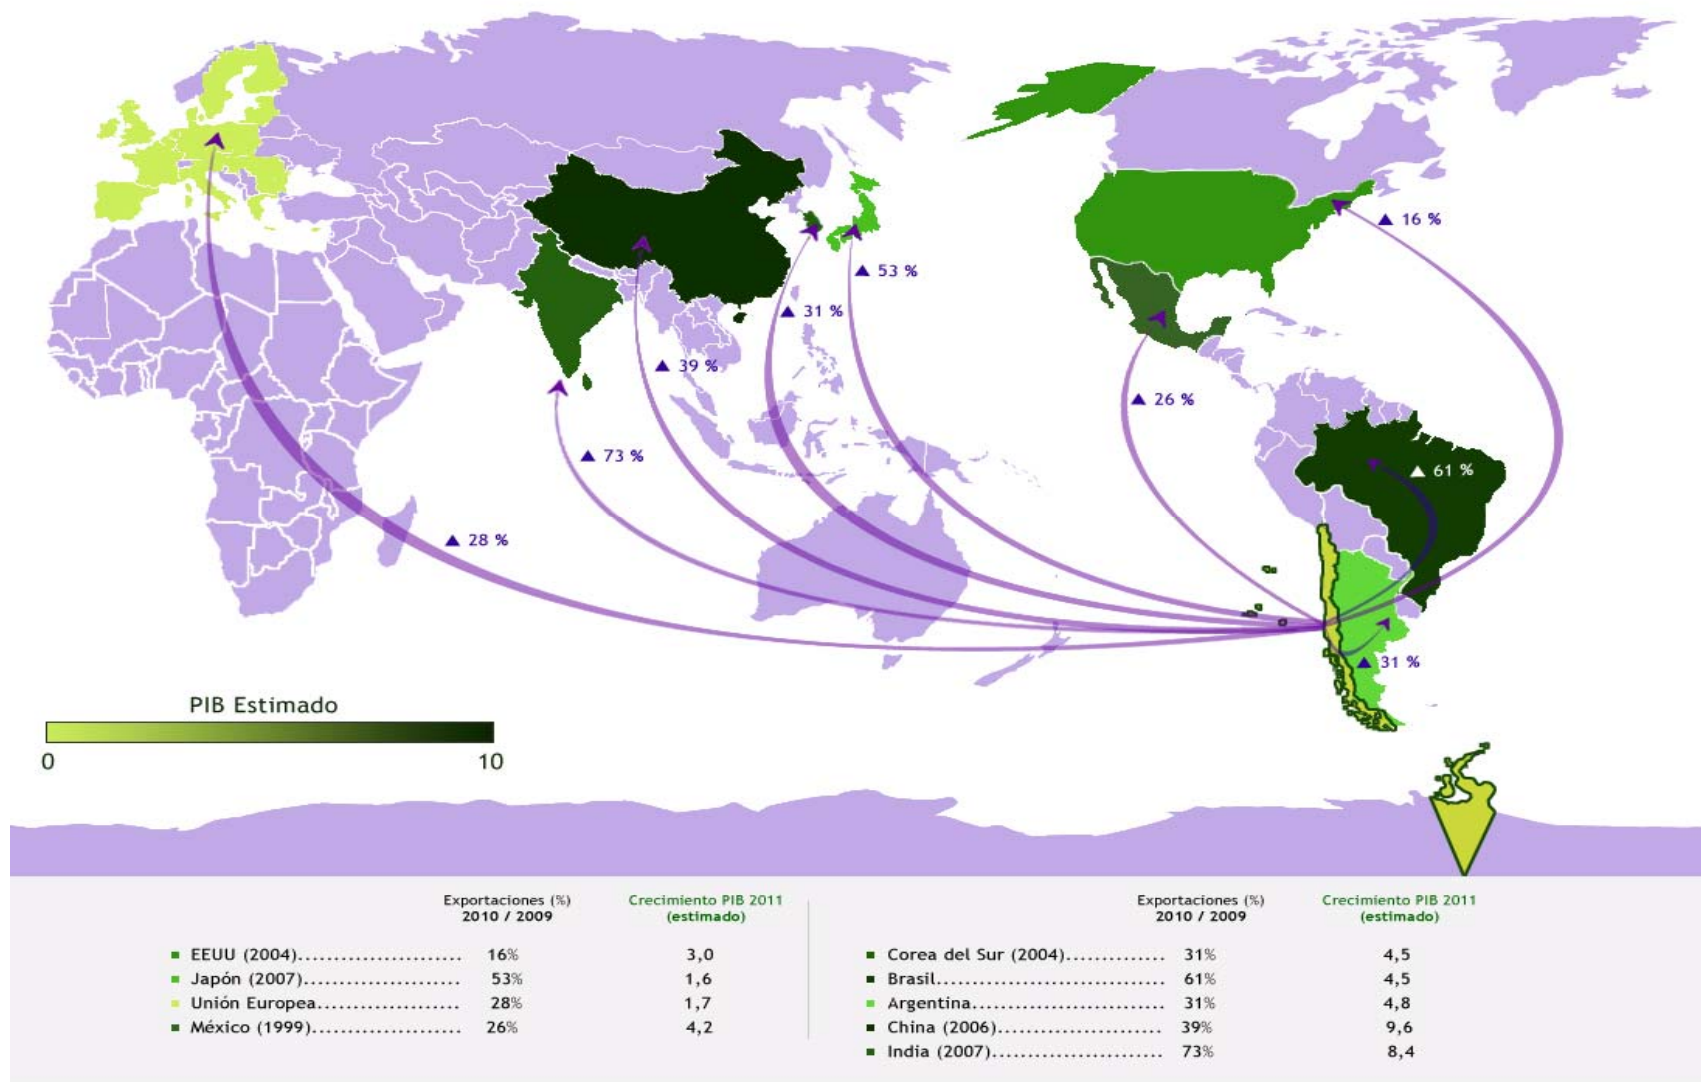 16 %
53 %
31 %
39 %
26 %
73 %
61 %
28 %
31 %
PIB Estimado
0 10
Exportaciones (%) Crecimiento PIB 2011
2010 / 2009 (estimado)
EEUU (2004)...................... 16% 3,0
Japón (2007)..................... 53% 1,6
Unión Europea................... 28% 1,7
México (1999).................... 26% 4,2
Exportaciones (%) Crecimiento PIB 2011
2010 / 2009 (estimado)
Corea del Sur (2004)............. 31% 4,5
Brasil.............................. 61% 4,5
Argentina......................... 31% 4,8
China (2006)...................... 39% 9,6
India (2007)....................... 73% 8,4